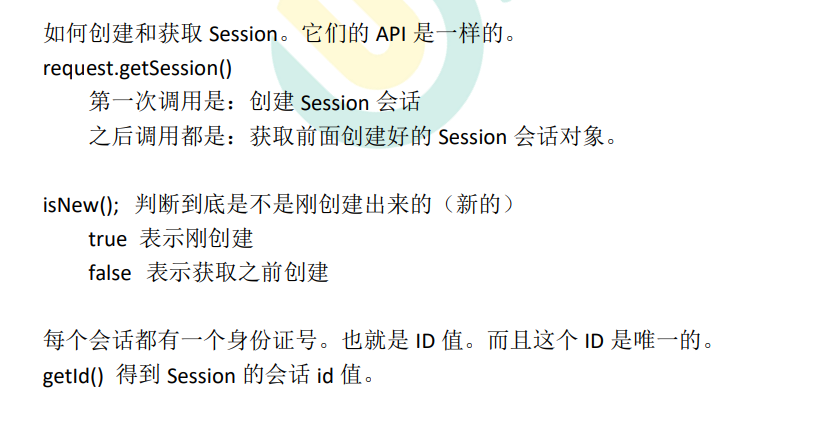 如何创建和获取 Session。它们的 API 是一样的。
request.getSession()
第一次调用是：创建 Session 会话
之后调用都是：获取前面创建好的 Session 会话对象。
isNew(); 判断到底是不是刚创建出来的（新的）
true 表示刚创建
false 表示获取之前创建
每个会话都有一个身份证号。也就是 ID 值。而且这个 ID 是唯一的。
getId() 得到 Session 的会话 id 值。